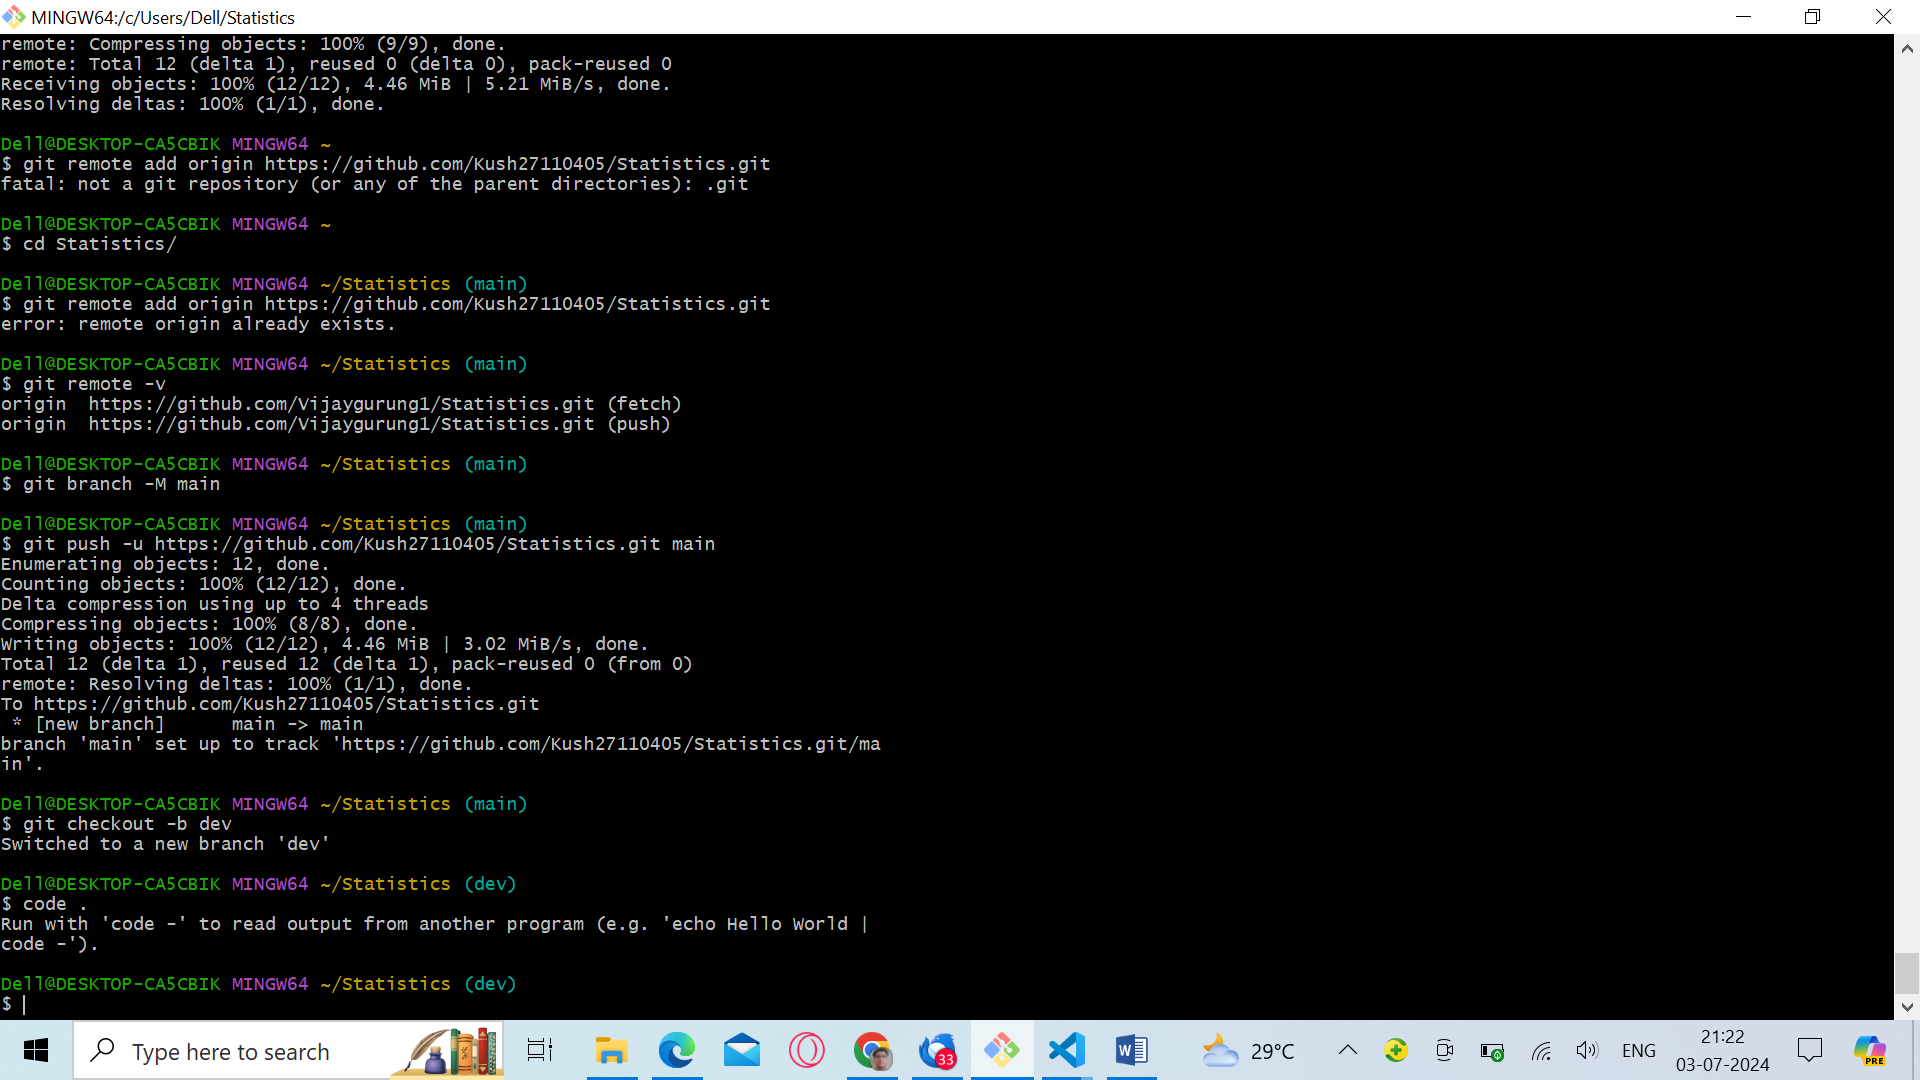 MINGW64:/c/Users/Dell/Statistics
remote: Compressing objects: 100% (9/9), done.
remote: Total 12 (delta 1), reused 0 (delta 0), pack-reused 0
Receiving objects: 100% (12/12), 4.46 MiB | 5.21 MiB/s, done.
Resolving deltas: 100% (1/1), done.
Dell@DESKTOP-CA5CBIK MINGW64 ~
$ git remote add origin https://github.com/Kush27110405/Statistics.git
fatal: not a git repository (or any of the parent directories): .git
Dell@DESKTOP-CA5CBIK MINGW64 ~
$ cd Statistics/
Dell@DESKTOP-CA5CBIK MINGW64 ~/Statistics (main)
$ git remote add origin https://github.com/Kush27110405/Statistics.git
error: remote origin already exists.
Dell@DESKTOP-CA5CBIK MINGW64 ~/Statistics (main)
$ git remote -v
origin  https://github.com/Vijaygurung1/Statistics.git (fetch)
origin  https://github.com/Vijaygurung1/Statistics.git (push)
Dell@DESKTOP-CA5CBIK MINGW64 ~/Statistics (main)
$ git branch -M main
Dell@DESKTOP-CA5CBIK MINGW64 ~/Statistics (main)
$ git push -u https://github.com/Kush27110405/Statistics.git main
Enumerating objects: 12, done.
Counting objects: 100% (12/12), done.
Delta compression using up to 4 threads
Compressing objects: 100% (8/8), done.
Writing objects: 100% (12/12), 4.46 MiB | 3.02 MiB/s, done.
Total 12 (delta 1), reused 12 (delta 1), pack-reused 0 (from 0)
remote: Resolving deltas: 100% (1/1), done.
To https://github.com/Kush27110405/Statistics.git
 * [new branch]      main -> main
branch 'main' set up to track 'https://github.com/Kush27110405/Statistics.git/ma
in'.
Dell@DESKTOP-CA5CBIK MINGW64 ~/Statistics (main)
$ git checkout -b dev
Switched to a new branch 'dev'
Dell@DESKTOP-CA5CBIK MINGW64 ~/Statistics (dev)
$ code .
Run with 'code -' to read output from another program (e.g. 'echo Hello World |
code -').
Dell@DESKTOP-CA5CBIK MINGW64 ~/Statistics (dev)
$
Type here to search
33
W
29°C
ENG
21:22
03-07-2024
PRE